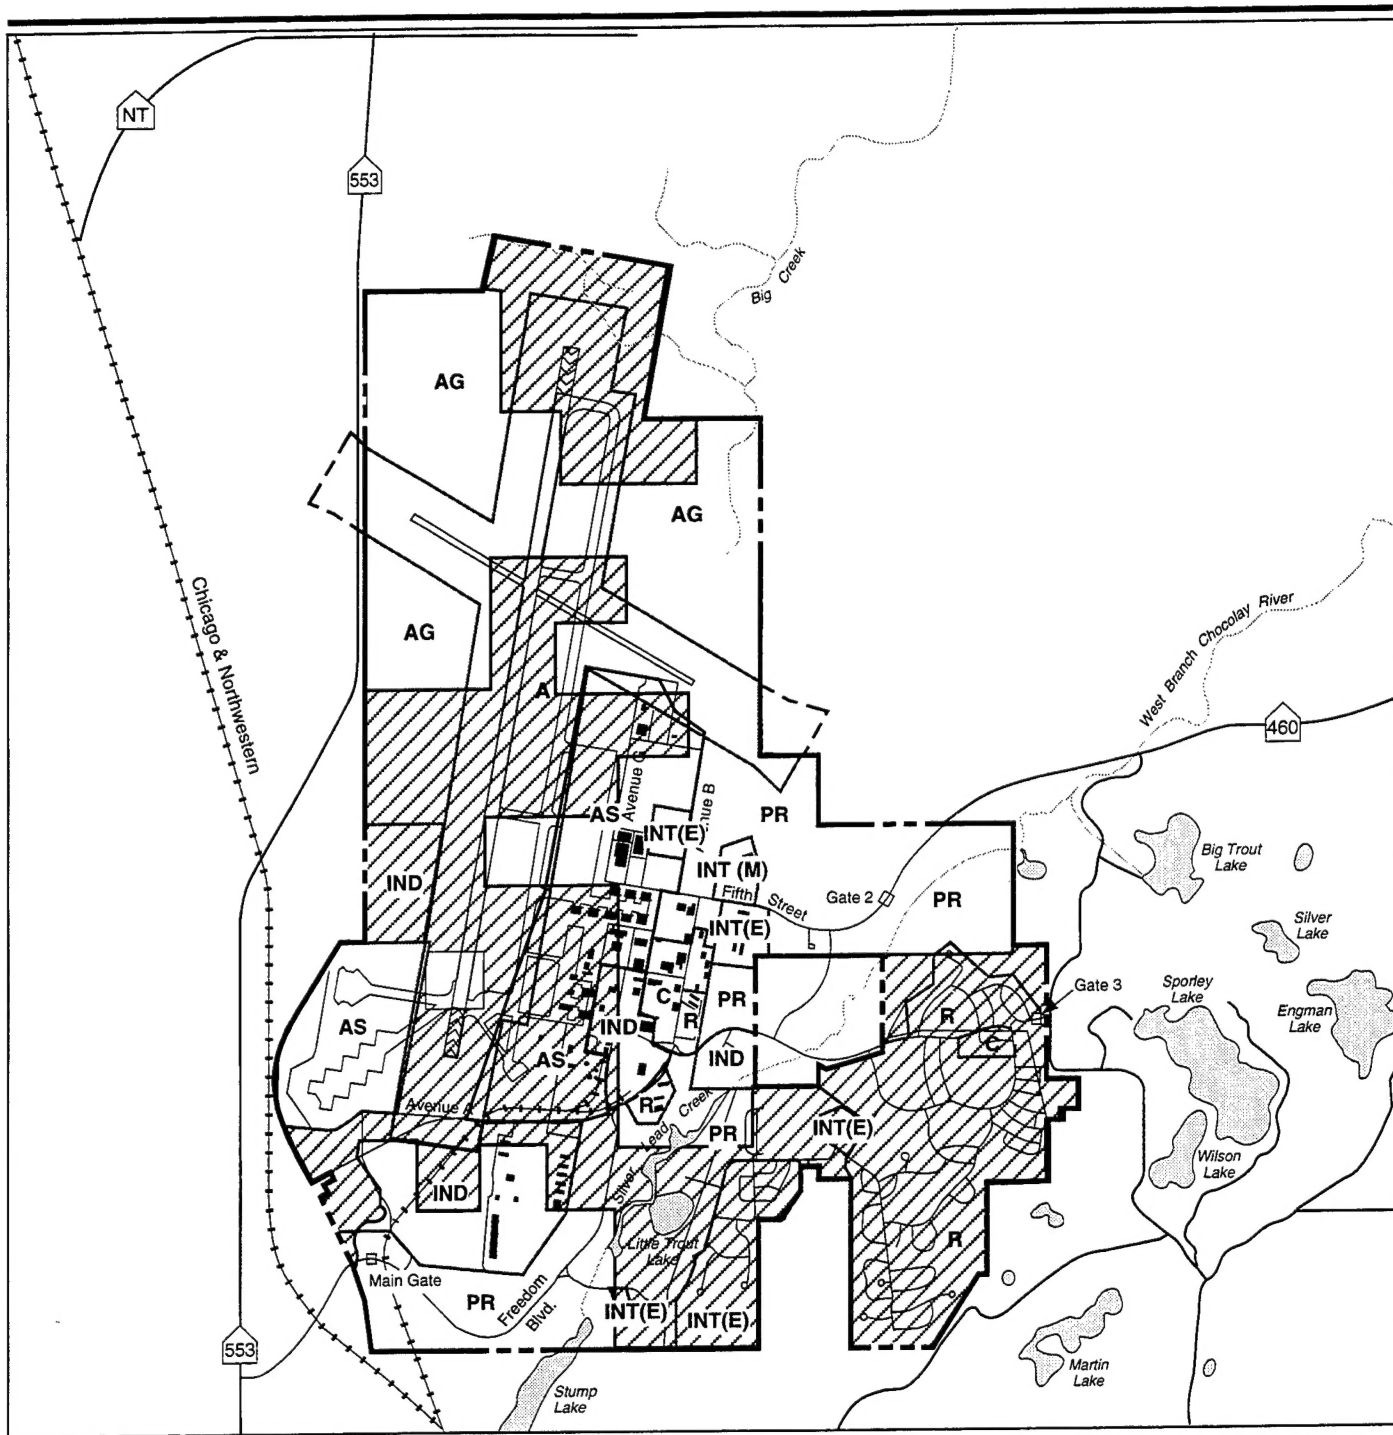 NT
553
Big Creek
AG
AG
AG
Chicago & Northwestern
West Branch Chocolay River
460
A
Avenue G
nue B
AS
PR
INT(E)
INT (M)
Big Trout
Lake
IND
Fifth Street
Gate 2
PR
Silver
Lake
INT(E)
C
PR
R
Gate 3
Sporley
Lake
Engman
Lake
AS
IND
R
C
AS
IND
Avenue A
R
Silver Lead Creek
PR
INT(E)
Wilson
Lake
IND
R
Little Trout
Lake
Main Gate
PR
Freedom
Blvd.
INT(E)
INT(E)
553
Martin
Lake
Stump
Lake